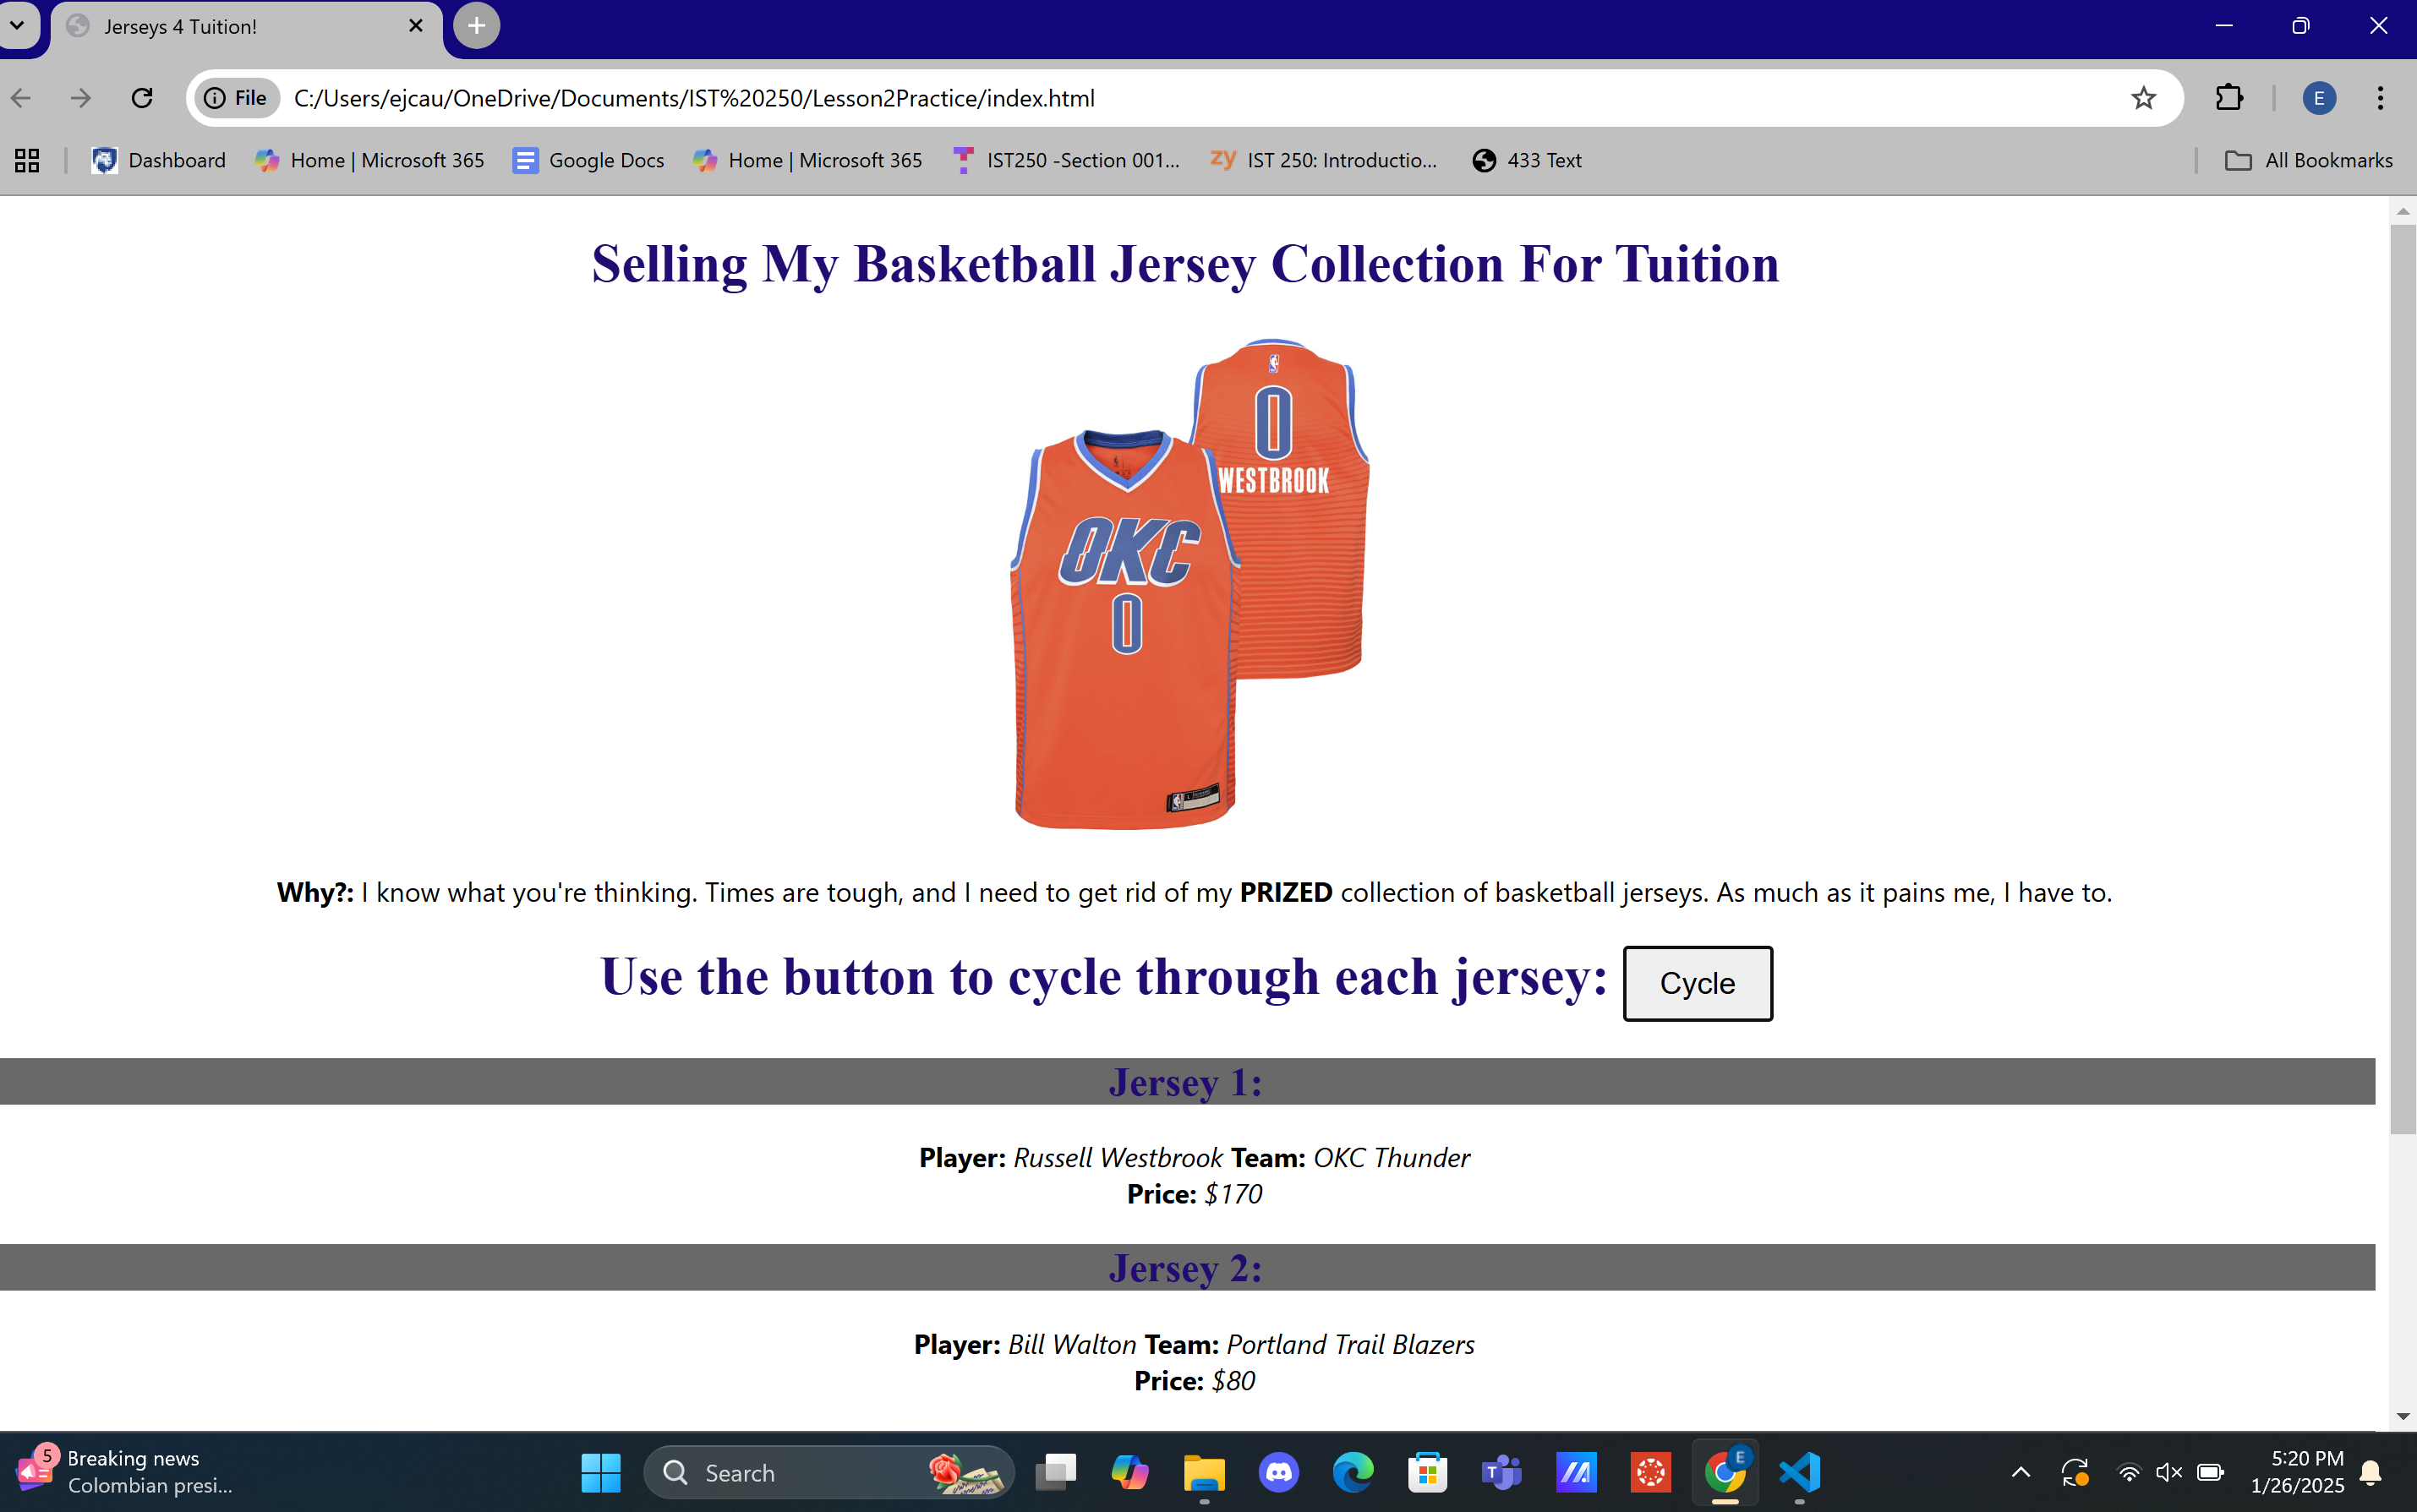 Jerseys 4 Tuition!
File C:/Users/ejcau/OneDrive/Documents/IST%20250/Lesson2Practice/index.html E
Dashboard Home | Microsoft 365 Google Docs Home | Microsoft 365 IST250 -Section 001... zy IST 250: Introductio... 433 Text All Bookmarks
Selling My Basketball Jersey Collection For Tuition
0
WESTBROOK
OKC
0
Why?: I know what you're thinking. Times are tough, and I need to get rid of my PRIZED collection of basketball jerseys. As much as it pains me, I have to.
Use the button to cycle through each jersey: Cycle
Jersey 1:
Player: Russell Westbrook Team: OKC Thunder
Price: $170
Jersey 2:
Player: Bill Walton Team: Portland Trail Blazers
Price: $80
5 Breaking news
Colombian presi...
Search
E
5:20 PM
1/26/2025